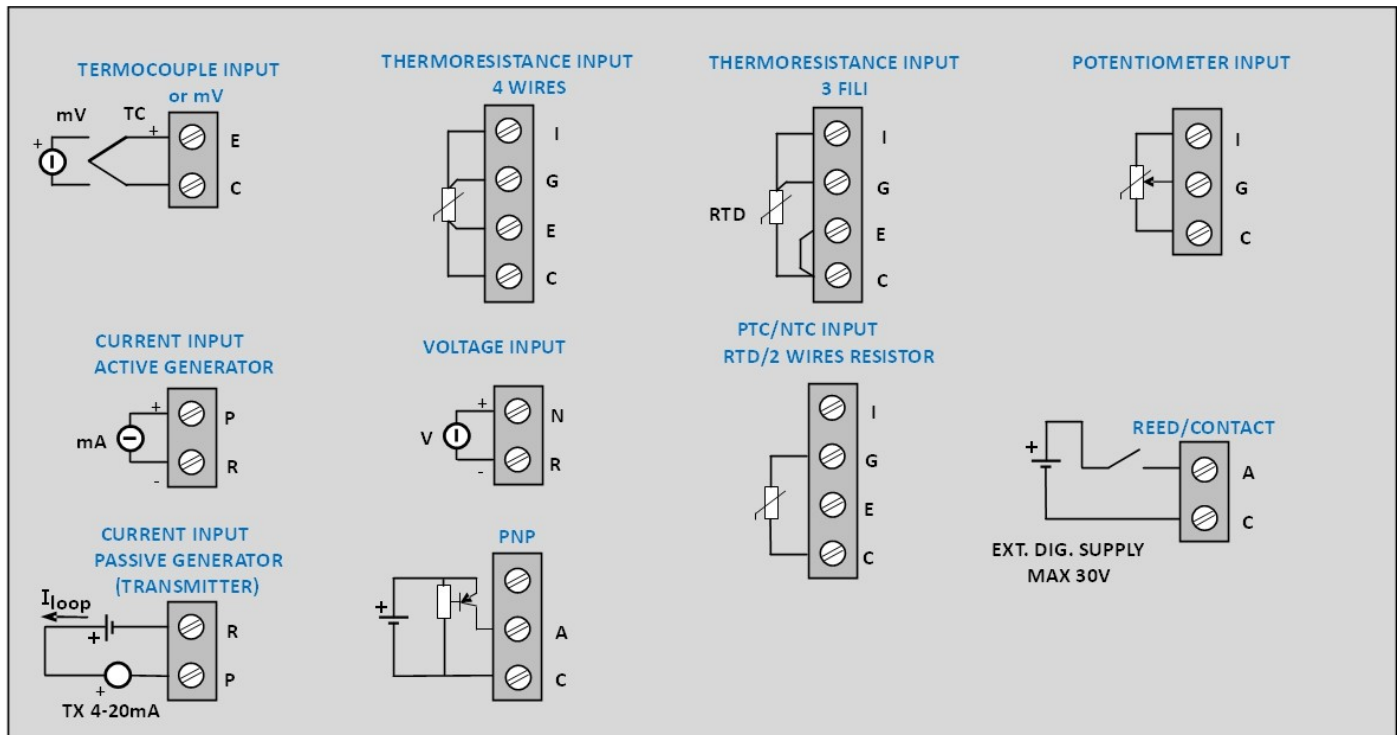 TERMOCOUPLE INPUT
or mV
mV
TC
+
+
E
C
THERMORESISTANCE INPUT
4 WIRES
I
G
E
C
THERMORESISTANCE INPUT
3 FILI
RTD
I
G
E
C
POTENTIOMETER INPUT
I
G
C
CURRENT INPUT
ACTIVE GENERATOR
+
mA
-
P
R
VOLTAGE INPUT
+
V
-
N
R
PTC/NTC INPUT
RTD/2 WIRES RESISTOR
I
G
E
C
REED/CONTACT
+
A
C
EXT. DIG. SUPPLY
MAX 30V
CURRENT INPUT
PASSIVE GENERATOR
(TRANSMITTER)
Iloop
+
R
P
+
TX 4-20mA
PNP
+
A
C